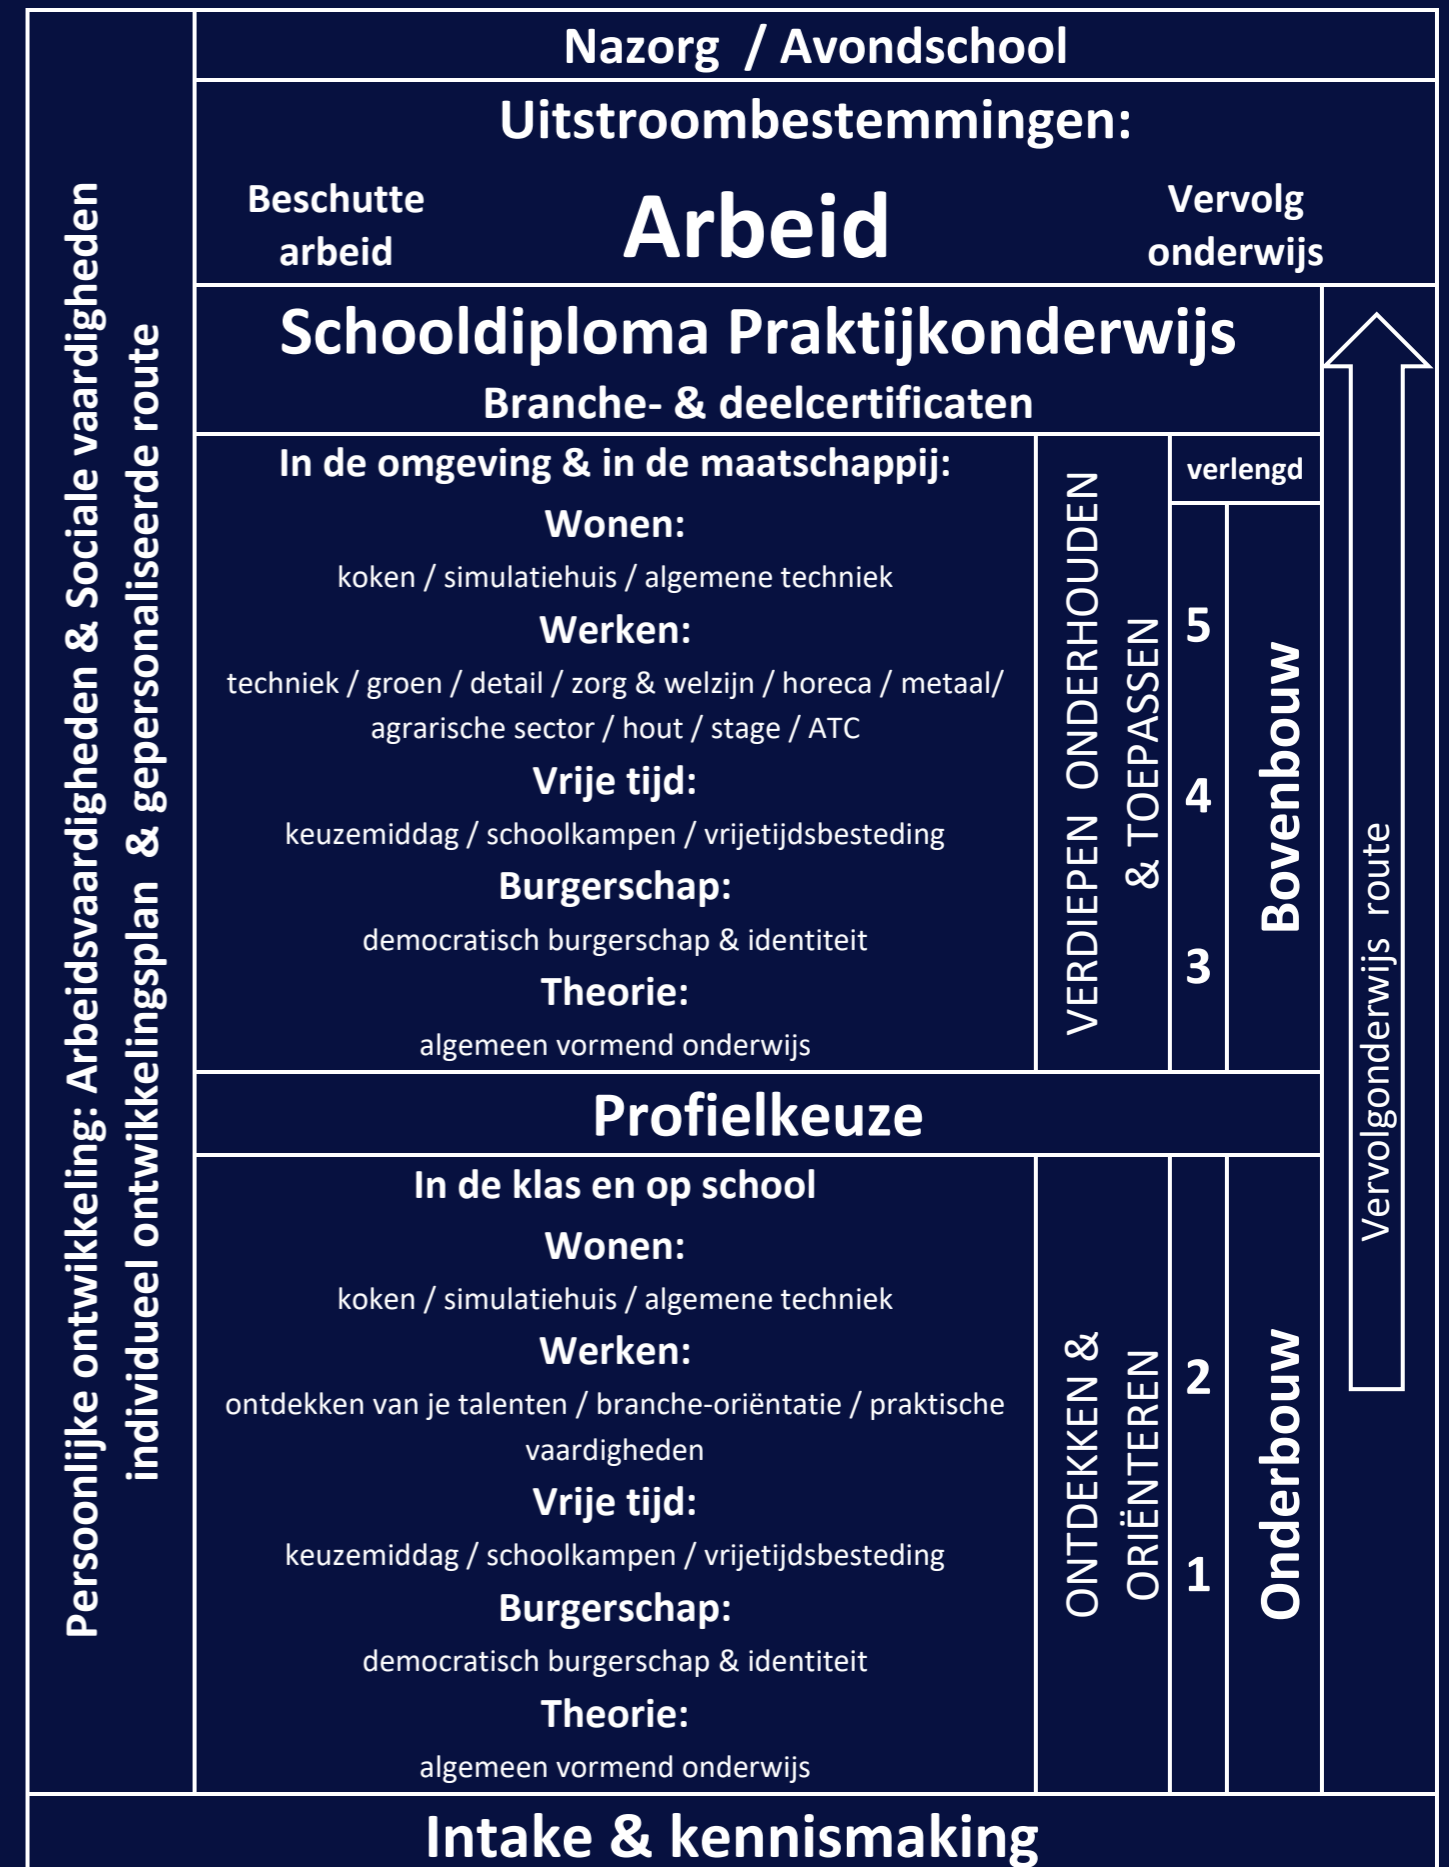 Nazorg / Avondschool
Uitstroombestemmingen:
Beschutte
arbeid
Arbeid
Vervolg
onderwijs
Schooldiploma Praktijkonderwijs
Branche- & deelcertificaten
In de omgeving & in de maatschappij:
Wonen:
koken / simulatiehuis / algemene techniek
Werken:
techniek / groen / detail / zorg & welzijn / horeca / metaal/
agrarische sector / hout / stage / ATC
Vrije tijd:
keuzemiddag / schoolkampen / vrijetijdsbesteding
Burgerschap:
democratisch burgerschap & identiteit
Theorie:
algemeen vormend onderwijs
VERDIEPEN ONDERHOUDEN
& TOEPASSEN
verlengd
5
4
3
Bovenbouw
Profielkeuze
In de klas en op school
Wonen:
koken / simulatiehuis / algemene techniek
Werken:
ontdekken van je talenten / branche-oriëntatie / praktische
vaardigheden
Vrije tijd:
keuzemiddag / schoolkampen / vrijetijdsbesteding
Burgerschap:
democratisch burgerschap & identiteit
Theorie:
algemeen vormend onderwijs
ONTDEKKEN &
ORIËNTEREN
2
1
Onderbouw
Vervolgonderwijs route
Persoonlijke ontwikkeling: Arbeidsvaardigheden & Sociale vaardigheden
individueel ontwikkelingsplan & gepersonaliseerde route
Intake & kennismaking